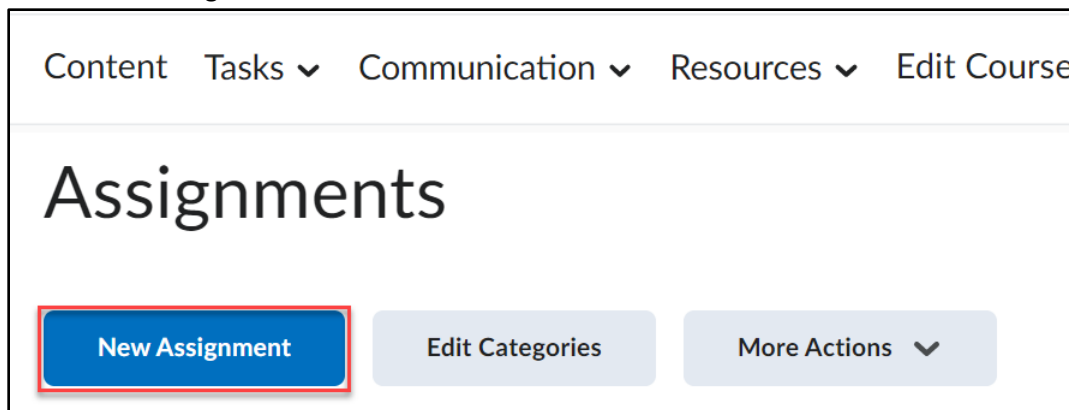 Content Tasks Communication Resources Edit Course
Assignments
New Assignment Edit Categories More Actions